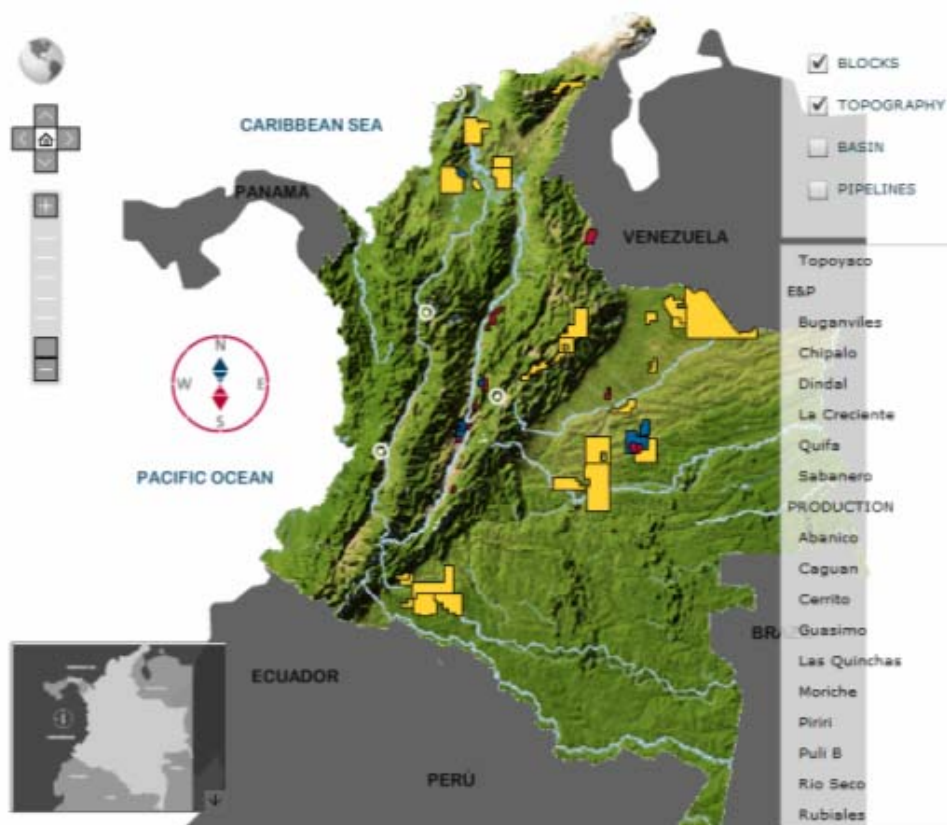 BLOCKS
CARIBBEAN SEA
TOPOGRAPHY
BASIN
PANAMA
PIPELINES
VENEZUELA
Topoyaco
E&P
Buganviles
N
Chipalo
W E
Dindal
S
La Creciente
Quifa
PACIFIC OCEAN
Sabanero
PRODUCTION
Abanico
Caguan
Cerrito
BRA
Guasimo
ECUADOR
Las Quinchas
Moriche
Piriri
PERÚ
Puli B
Rio Seco
Rubiales